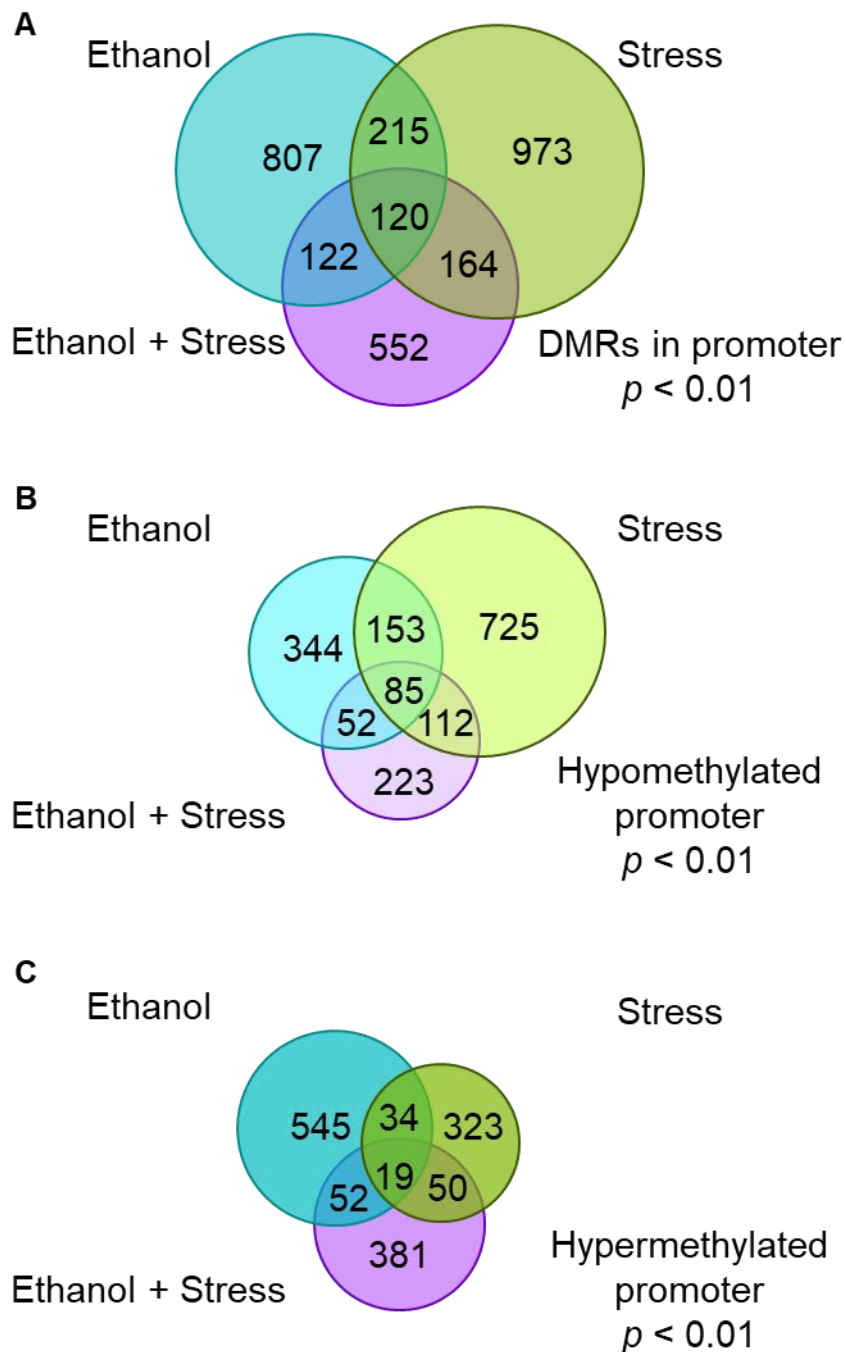 A
Ethanol
Stress
215
807
973
120
122
164
Ethanol + Stress
552
DMRs in promoter
p < 0.01
B
Ethanol
Stress
153
725
344
85
52
112
223
Hypomethylated
promoter
Ethanol + Stress
p < 0.01
C
Ethanol
Stress
34
545
323
19
52
50
381
Hypermethylated
promoter
Ethanol + Stress
p < 0.01